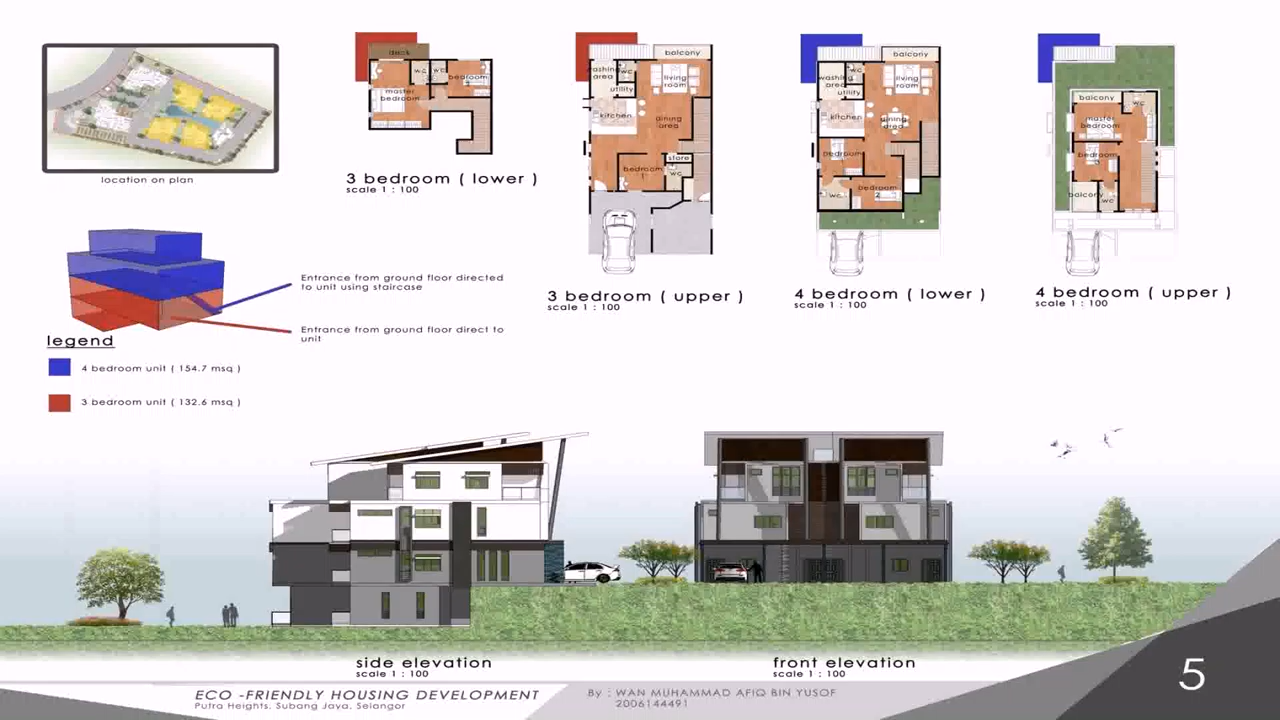 location on plan
deck
wc
wc
bedroom
master
bedroom
3 bedroom ( lower )
scale 1 : 100
balcony
washing
area
wc
living
room
utility
kitchen
dining
area
store
bedroom
1
wc
3 bedroom ( upper )
scale 1 : 100
balcony
washing
area
wc
living
room
utility
kitchen
dining
area
bedroom
wc
bedroom
2
4 bedroom ( lower )
scale 1 : 100
balcony
wc
master
bedroom
bedroom
balcony
wc
4 bedroom ( upper )
scale 1 : 100
Entrance from ground floor directed
to unit using staircase
Entrance from ground floor direct to
unit
legend
4 bedroom unit ( 154.7 msq )
3 bedroom unit ( 132.6 msq )
side elevation
scale 1 : 100
front elevation
scale 1 : 100
ECO -FRIENDLY HOUSING DEVELOPMENT
Putra Heights, Subang Jaya, Selangor
By : WAN MUHAMMAD AFIQ BIN YUSOF
2006144491
5